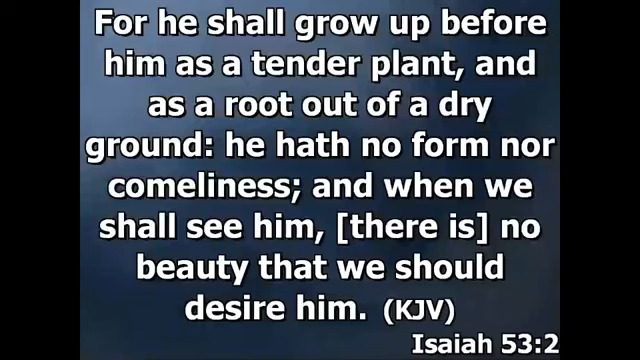 For he shall grow up before
him as a tender plant, and
as a root out of a dry
ground: he hath no form nor
comeliness; and when we
shall see him, [there is] no
beauty that we should
desire him. (KJV)
Isaiah 53:2